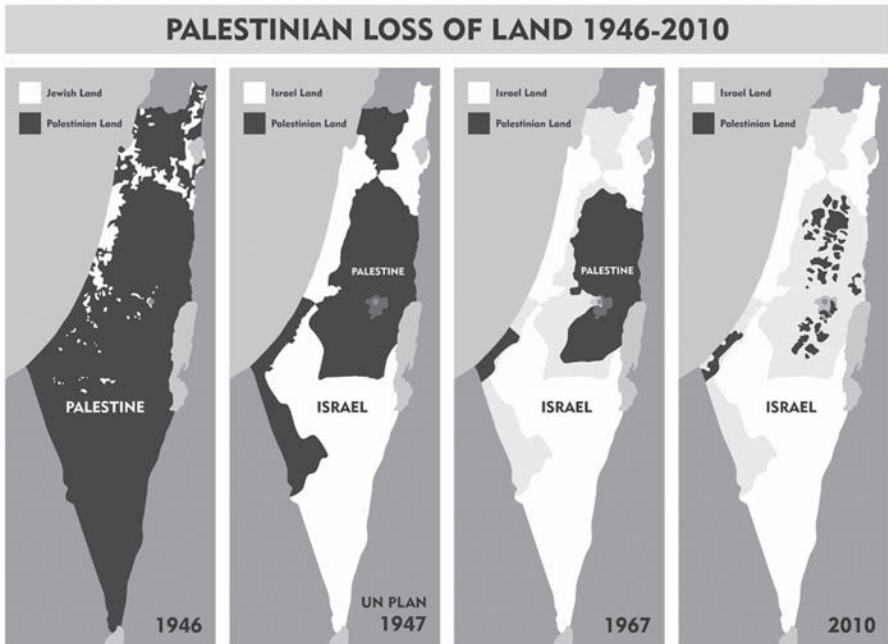 PALESTINIAN LOSS OF LAND 1946-2010
Jewish Land
Palestinian Land
PALESTINE
1946
Israel Land
Palestinian Land
PALESTINE
ISRAEL
UN PLAN
1947
Israel Land
Palestinian Land
PALESTINE
ISRAEL
1967
Israel Land
Palestinian Land
ISRAEL
2010